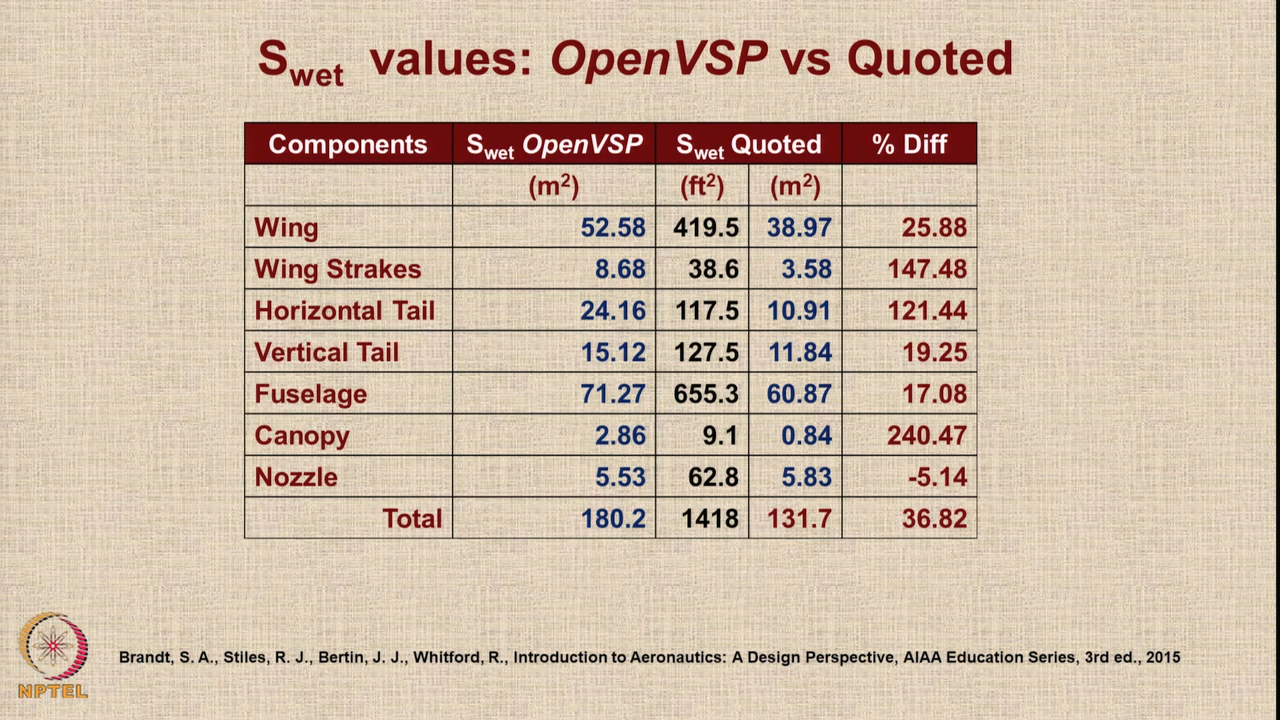 Swet values: OpenVSP vs Quoted
Components Swet OpenVSP Swet Quoted % Diff
(m2) (ft2) (m2)
Wing 52.58 419.5 38.97 25.88
Wing Strakes 8.68 38.6 3.58 147.48
Horizontal Tail 24.16 117.5 10.91 121.44
Vertical Tail 15.12 127.5 11.84 19.25
Fuselage 71.27 655.3 60.87 17.08
Canopy 2.86 9.1 0.84 240.47
Nozzle 5.53 62.8 5.83 -5.14
Total 180.2 1418 131.7 36.82
Brandt, S. A., Stiles, R. J., Bertin, J. J., Whitford, R., Introduction to Aeronautics: A Design Perspective, AIAA Education Series, 3rd ed., 2015
NPTEL